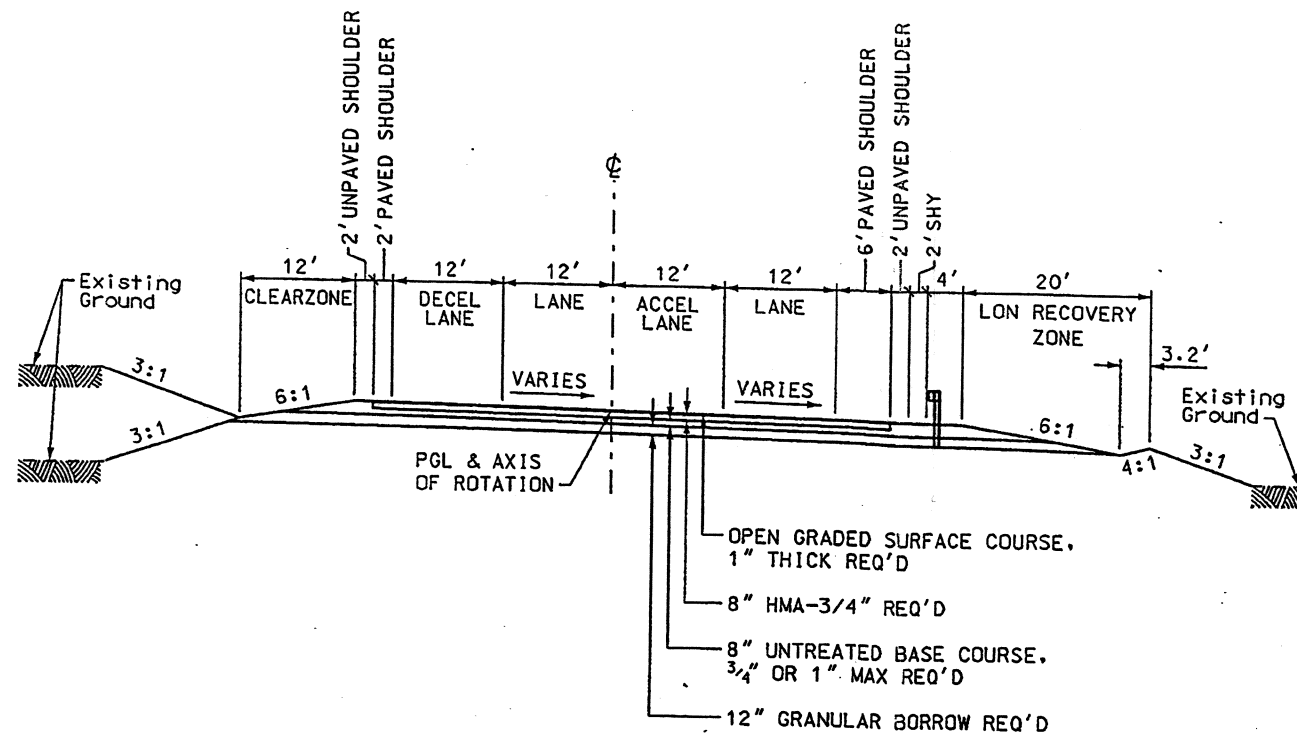 2'UNPAVED SHOULDER
2'PAVED SHOULDER
℄
6'PAVED SHOULDER
2'UNPAVED SHOULDER
2'SHY
12'
12'
12'
12'
12'
4'
20'
Existing
Ground
CLEARZONE
DECEL
LANE
LANE
ACCEL
LANE
LANE
LON RECOVERY
ZONE
3.2'
3:1
VARIES
VARIES
Existing
Ground
6:1
6:1
3:1
4:1
3:1
PGL & AXIS
OF ROTATION
OPEN GRADED SURFACE COURSE,
1" THICK REQ'D
8" HMA-3/4" REQ'D
8" UNTREATED BASE COURSE,
3/4" OR 1" MAX REQ'D
12" GRANULAR BORROW REQ'D